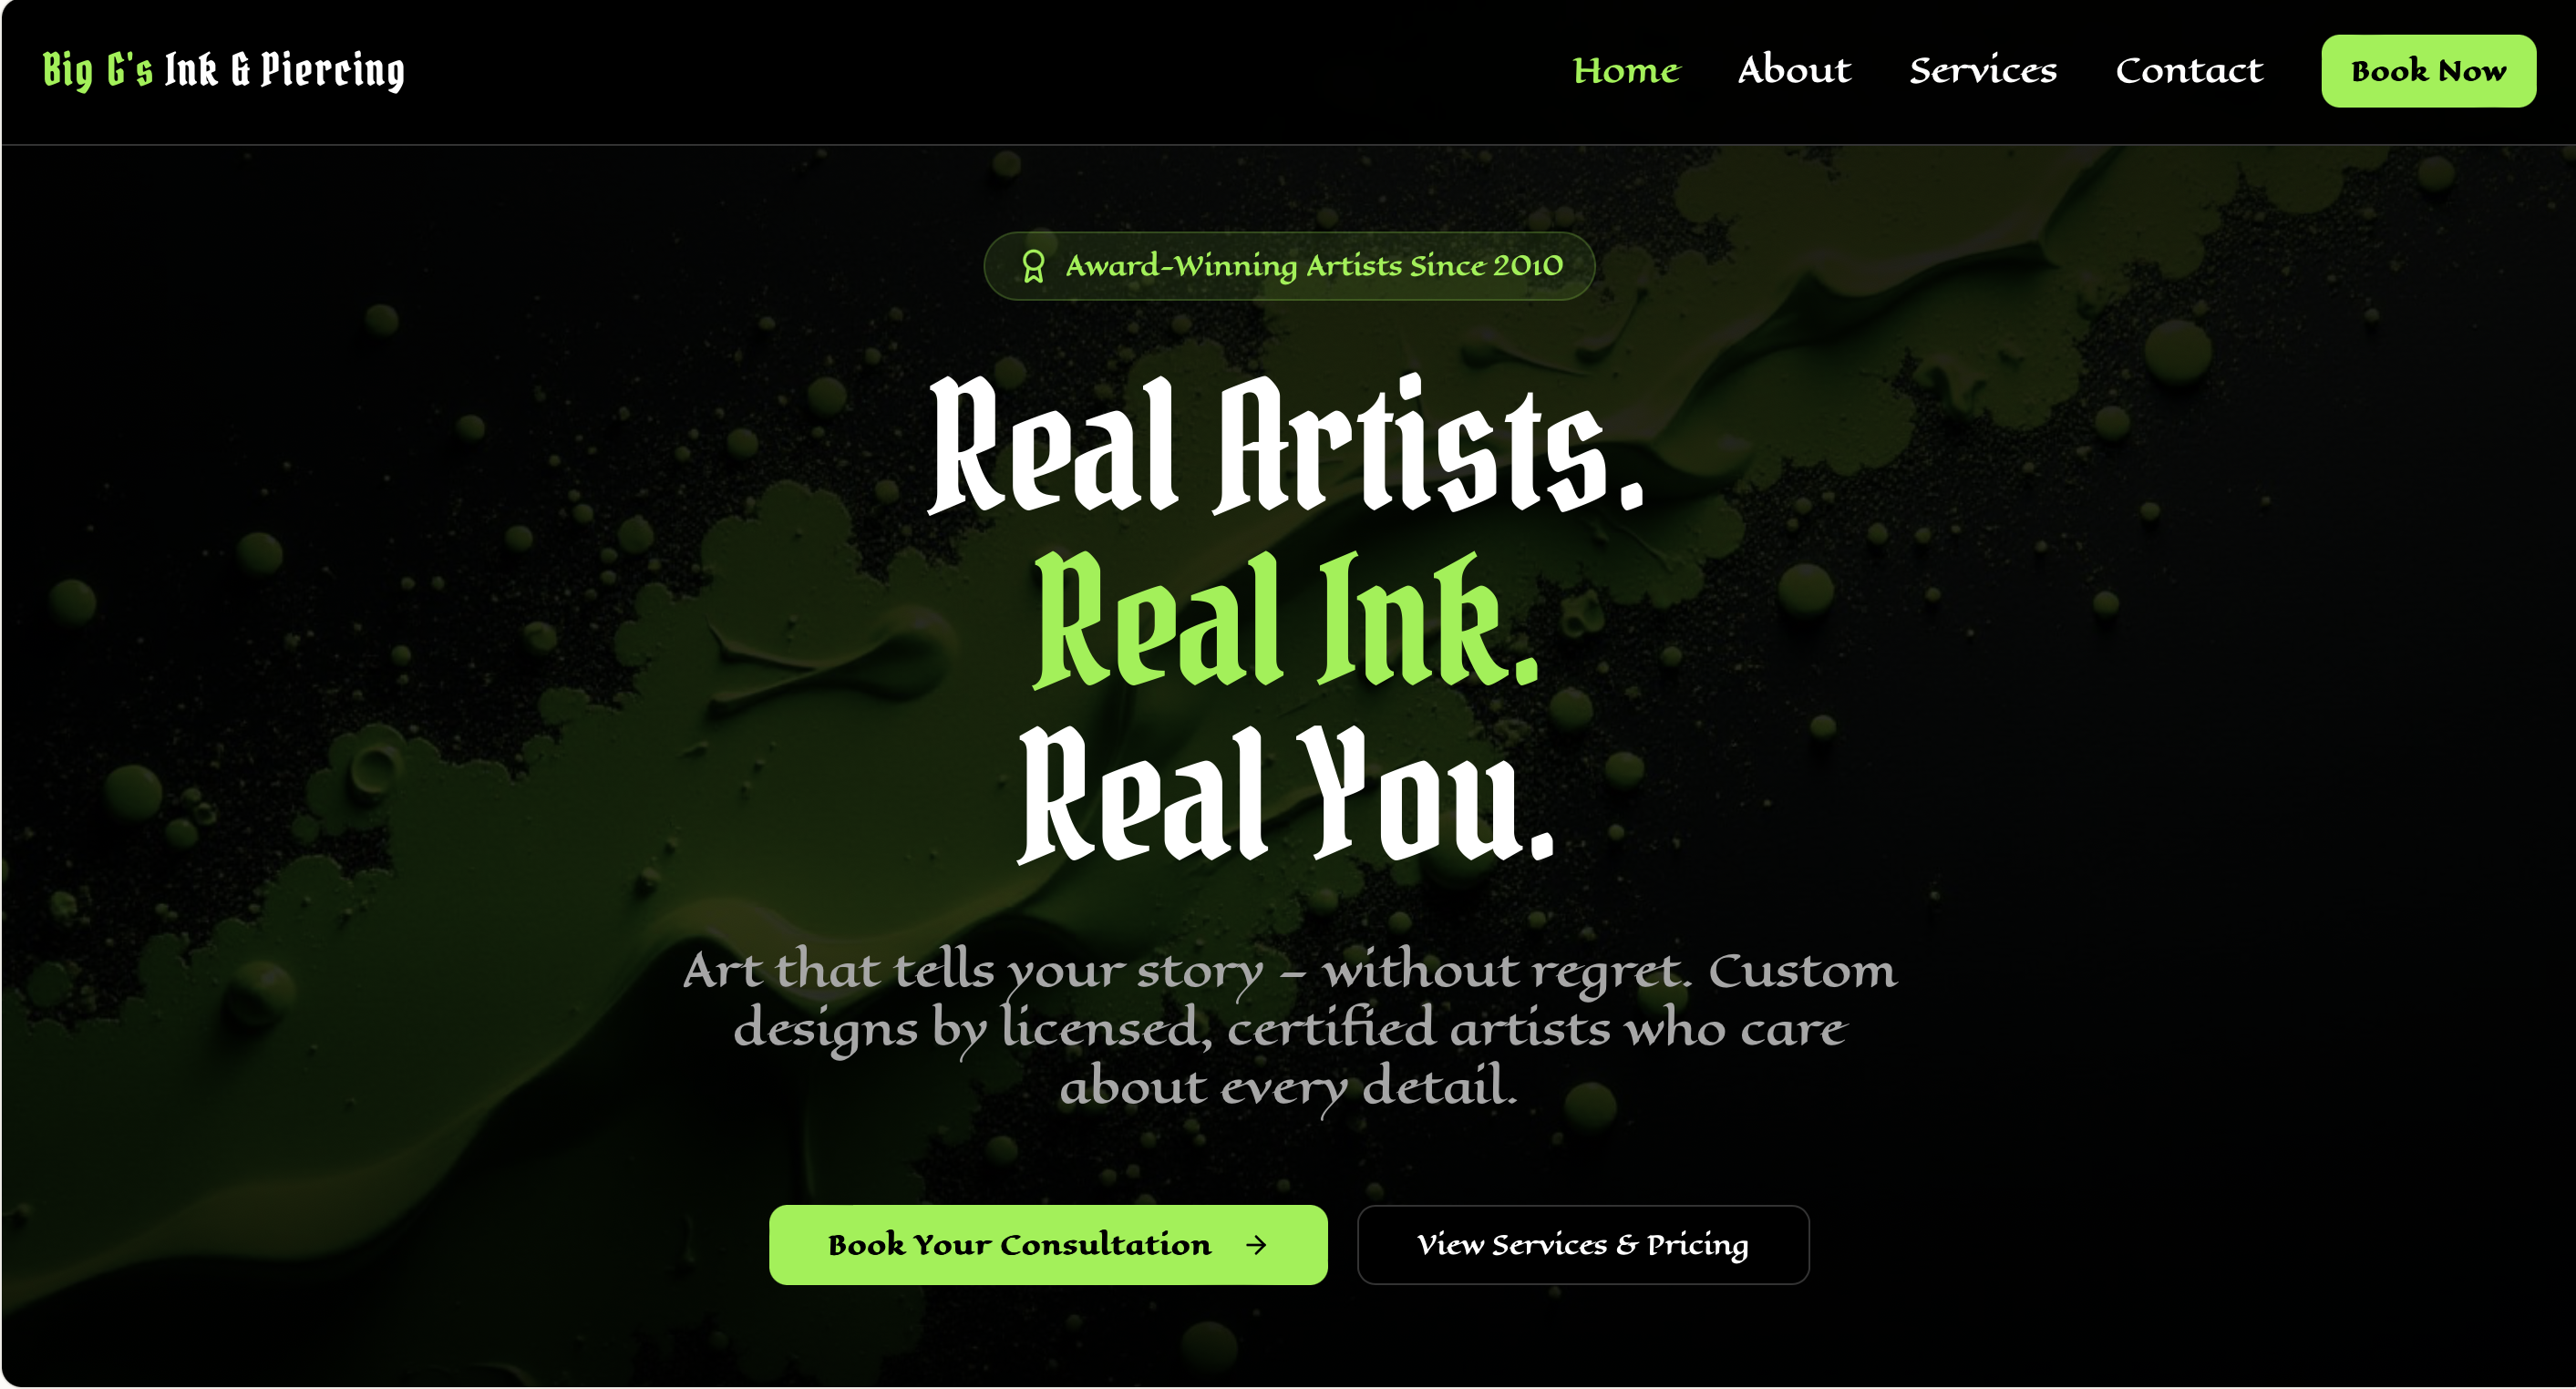 Big G's Ink & Piercing
Home
About
Services
Contact
Book Now
Award-Winning Artists Since 2010
Real Artists.
Real Ink.
Real You.
Art that tells your story – without regret. Custom
designs by licensed, certified artists who care
about every detail.
Book Your Consultation →
View Services & Pricing